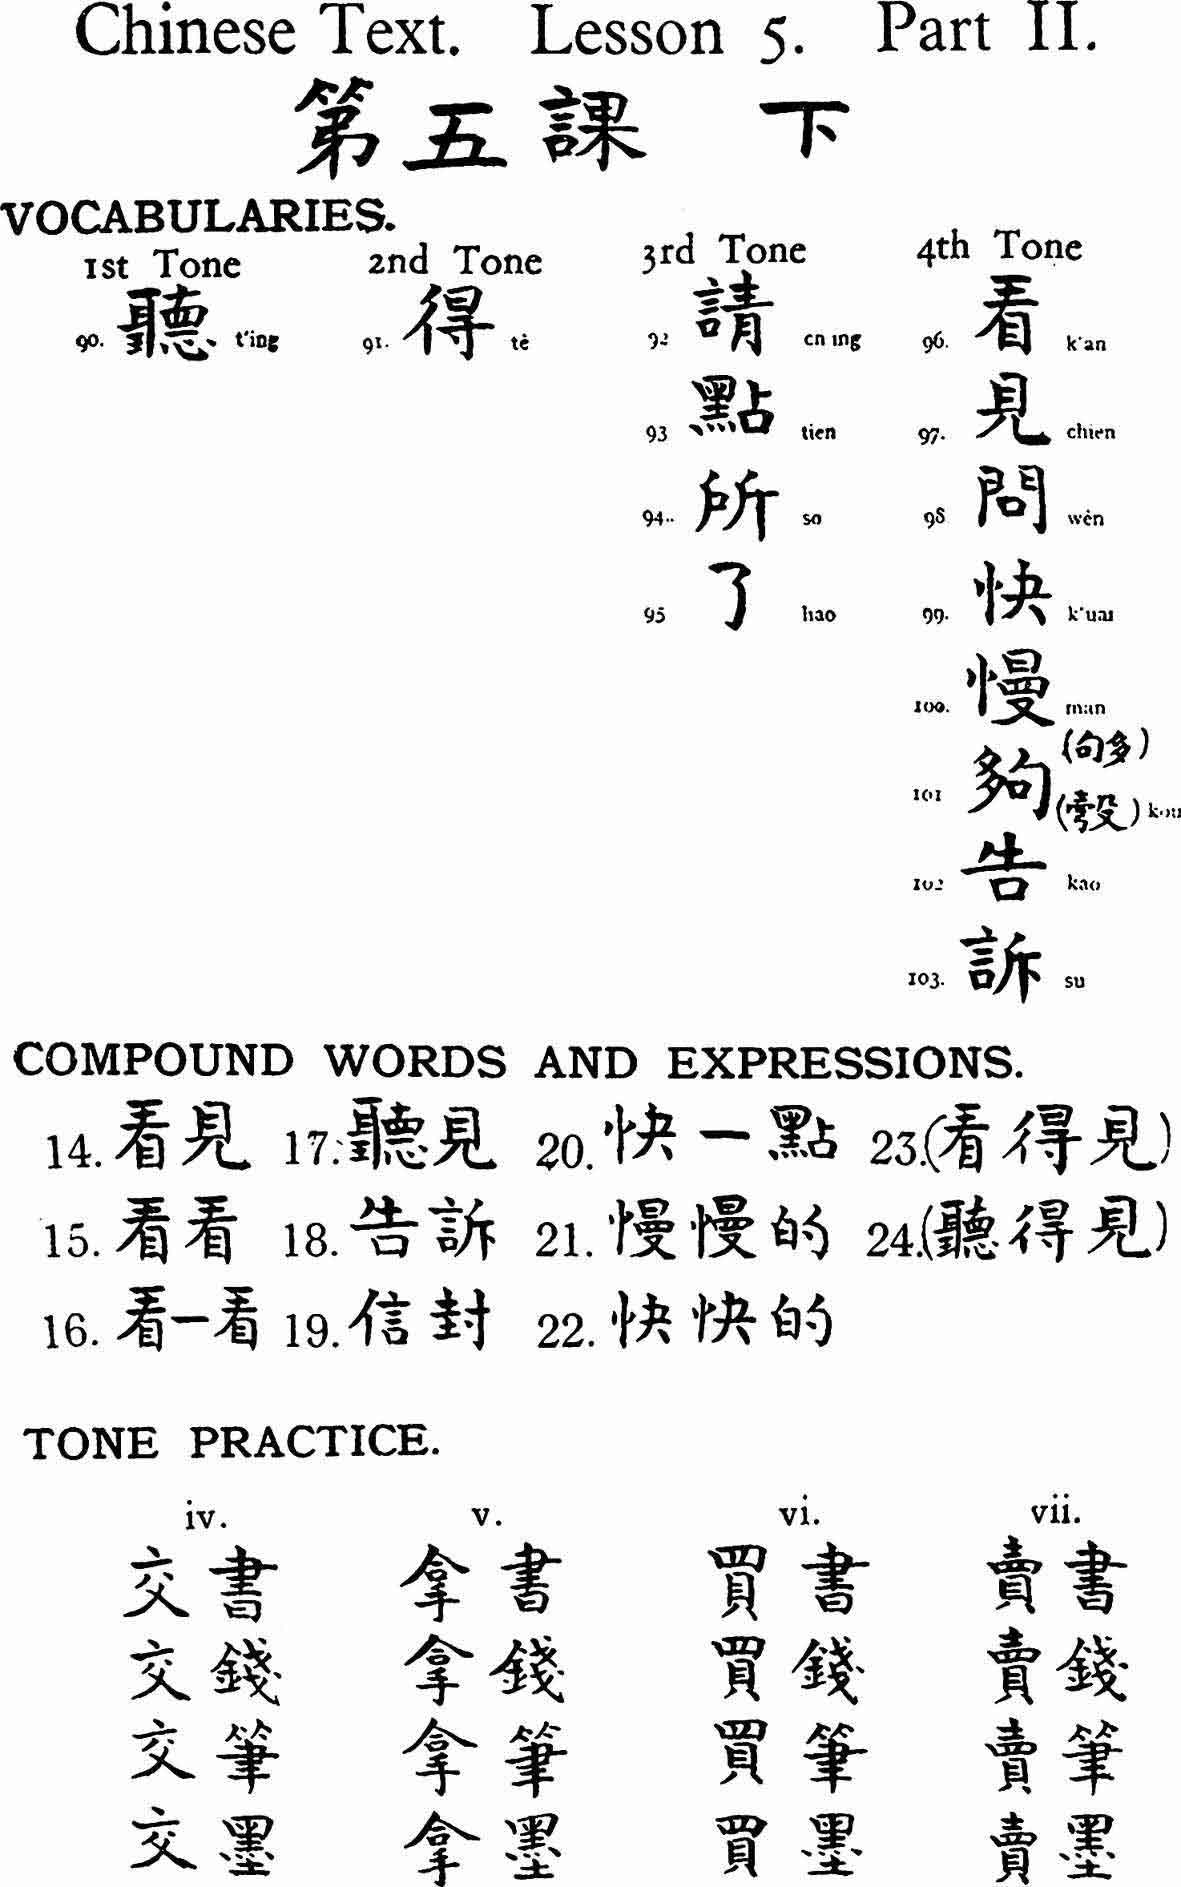 Chinese Text. Lesson 5. Part II.
第五課 下
VOCABULARIES.
1st Tone 2nd Tone 3rd Tone 4th Tone
90. 聽 t'ing 91. 得 tê 92 請 ch'ing 96. 看 k'an
93 點 tien 97. 見 chien
94.. 所 so 98 問 wên
95 了 liao 99. 快 k'uai
100. 慢 man
(句多)
101 夠 (彀) kou
102 告 kao
103. 訴 su
COMPOUND WORDS AND EXPRESSIONS.
14. 看見 17. 聽見 20. 快一點 23.(看得見)
15. 看看 18. 告訴 21. 慢慢的 24.(聽得見)
16. 看一看 19. 信封 22. 快快的
TONE PRACTICE.
iv. v. vi. vii.
交書 拿書 買書 賣書
交錢 拿錢 買錢 賣錢
交筆 拿筆 買筆 賣筆
交墨 拿墨 買墨 賣墨